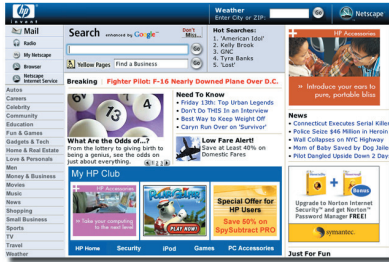 hp
invent
Weather
Enter City or ZIP:
Go
Netscape
Mail
Radio
My Netscape
Browser
Netscape
Internet Service
Autos
Careers
Celebrity
Community
Education
Fun & Games
Gadgets & Tech
Home & Real Estate
Love & Personals
Men
Money & Business
Movies
Music
News
Shopping
Small Business
Sports
TV
Travel
Weather
Search enhanced by Google
Don't
Miss...
Go
Yellow Pages
Find a Business
Go
Hot Searches:
1. 'American Idol'
2. Kelly Brook
3. GNC
4. Tyra Banks
5. 'Lost'
Breaking
Fighter Pilot: F-16 Nearly Downed Plane Over D.C.
What Are the Odds of...?
From the lottery to giving birth to
being a genius, see the odds on
just about everything.
Need To Know
• Friday 13th: Top Urban Legends
• Don't Do THIS in an Interview
• Best Way to Keep Weight Off
• Caryn Run Over on 'Survivor'
Low Fare Alert!
Save at Least 40% on
Domestic Fares
My HP Club
HP Accessories
» Take your computing
to the next level
PLAY NOW!
Special Offer for
HP Users
Save 50% on
SpySubtract PRO
HP Home
Security
iPod
Games
PC Accessories
HP Accessories
» Introduce your ears to
pure, portable bliss
News
• Connecticut Executes Serial Killer
• Police Seize $46 Million in Heroin
• Wall Collapses on NYC Highway
• Mom of Baby Saved by Dog Jailed
• Pilot Dangled Upside Down 2 Days
Bonus
Upgrade to Norton Internet
Security™ and get Norton™
Password Manager FREE!
symantec.
Just For Fun